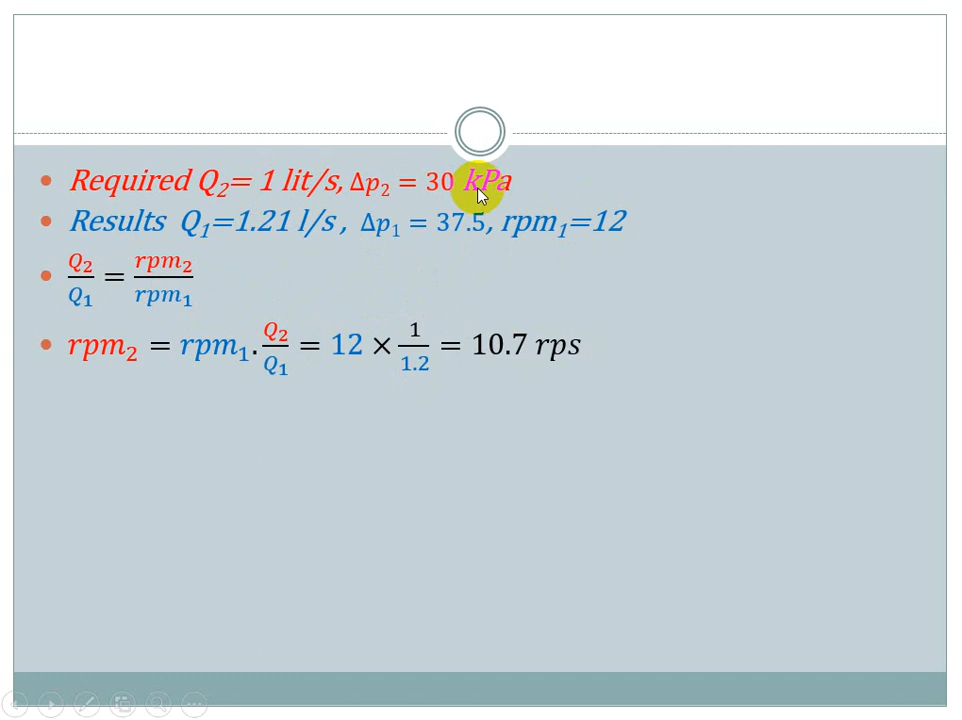 Required Q₂= 1 lit/s, Δp₂ = 30 kPa
Results Q₁=1.21 l/s , Δp₁ = 37.5, rpm₁=12
Q₂/Q₁ = rpm₂/rpm₁
rpm₂ = rpm₁.Q₂/Q₁ = 12 × 1/1.2 = 10.7 rps